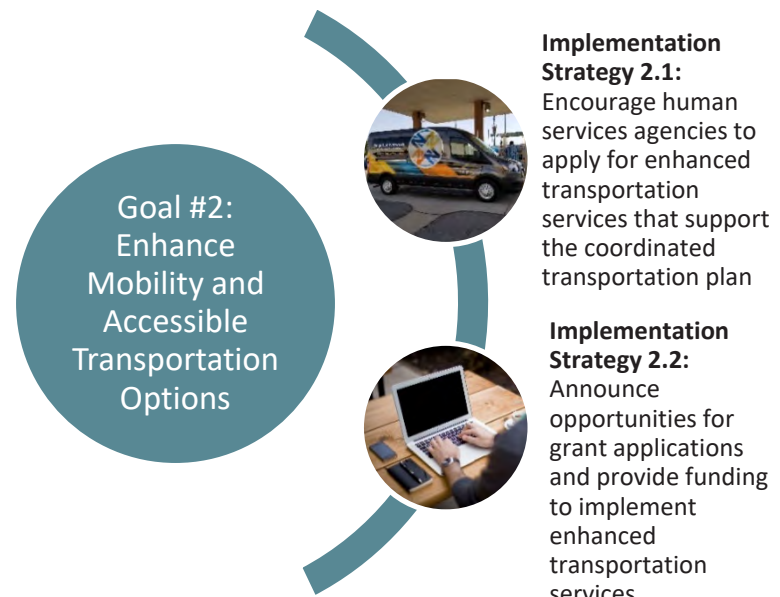 Goal #2:
Enhance
Mobility and
Accessible
Transportation
Options
Implementation
Strategy 2.1:
Encourage human
services agencies to
apply for enhanced
transportation
services that support
the coordinated
transportation plan
Implementation
Strategy 2.2:
Announce
opportunities for
grant applications
and provide funding
to implement
enhanced
transportation
services